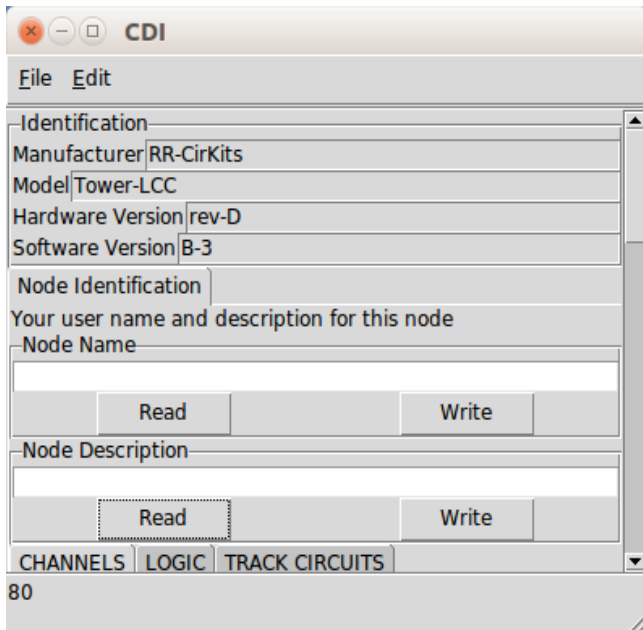 CDI
File Edit
Identification
Manufacturer RR-CirKits
Model Tower-LCC
Hardware Version rev-D
Software Version B-3
Node Identification
Your user name and description for this node
Node Name
Read Write
Node Description
Read Write
CHANNELS LOGIC TRACK CIRCUITS
80